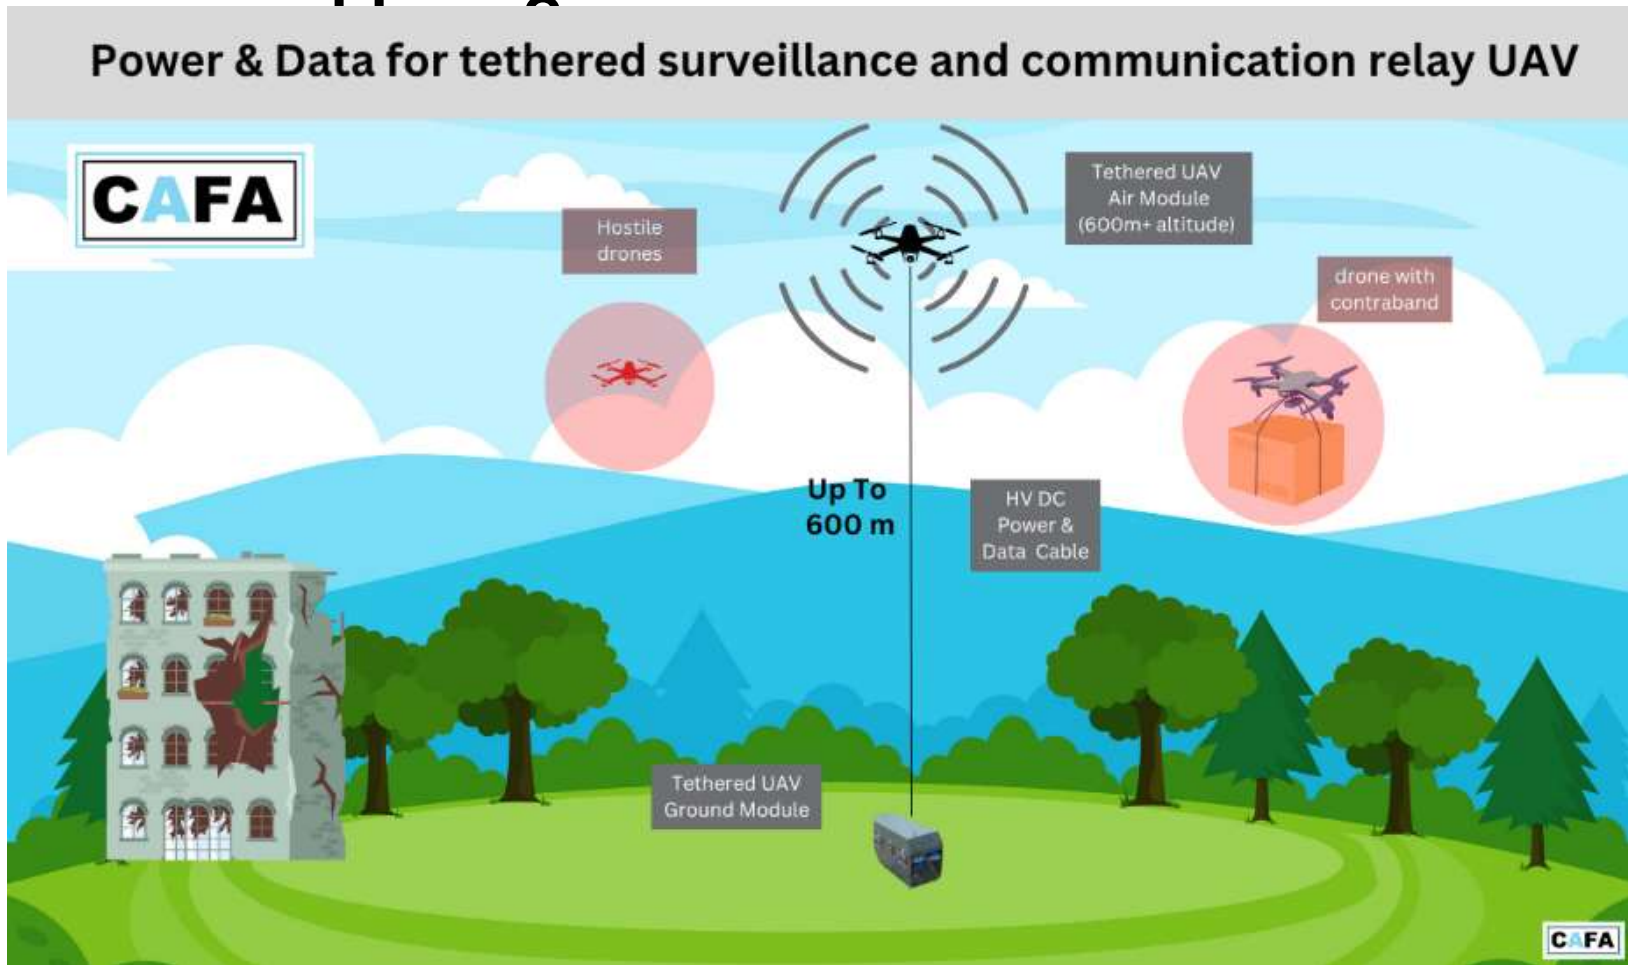 Power & Data for tethered surveillance and communication relay UAV
CAFA
Hostile
drones
Tethered UAV
Air Module
(600m+ altitude)
drone with
contraband
Up To
600 m
HV DC
Power &
Data Cable
Tethered UAV
Ground Module
CAFA